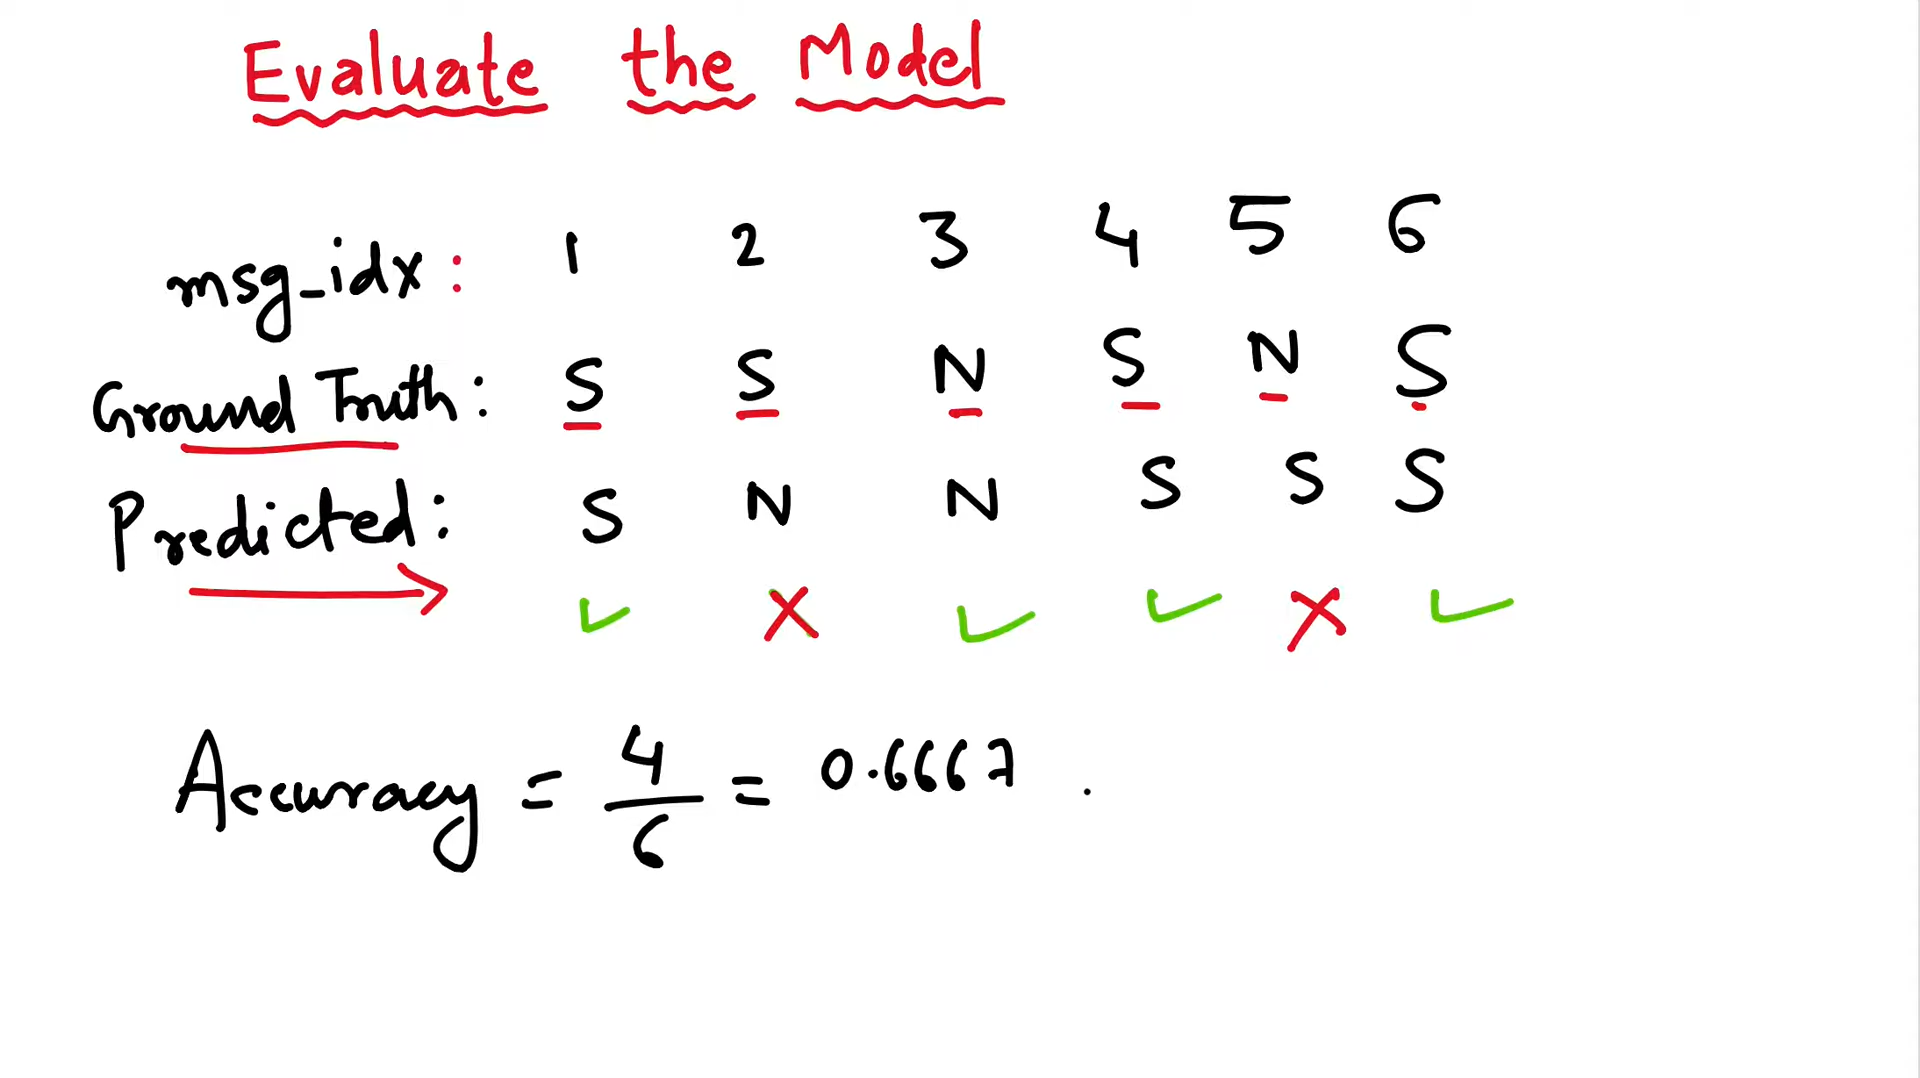 Evaluate the Model
msg_idx: 1 2 3 4 5 6
Ground Truth: S S N S N S
Predicted: S N N S S S
✓ ✗ ✓ ✓ ✗ ✓
Accuracy = 4/6 = 0.6667 .